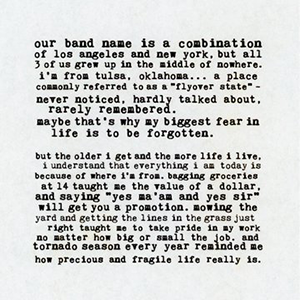 our band name is a combination
of los angeles and new york, but all
3 of us grew up in the middle of nowhere.
i'm from tulsa, oklahoma... a place
commonly referred to as a "flyover state" -
never noticed, hardly talked about,
rarely remembered.
maybe that's why my biggest fear in
life is to be forgotten.
but the older i get and the more life i live,
i understand that everything i am today is
because of where i'm from. bagging groceries
at 14 taught me the value of a dollar,
and saying "yes ma'am and yes sir"
will get you a promotion. mowing the
yard and getting the lines in the grass just
right taught me to take pride in my work
no matter how big or small the job. and
tornado season every year reminded me
how precious and fragile life really is.